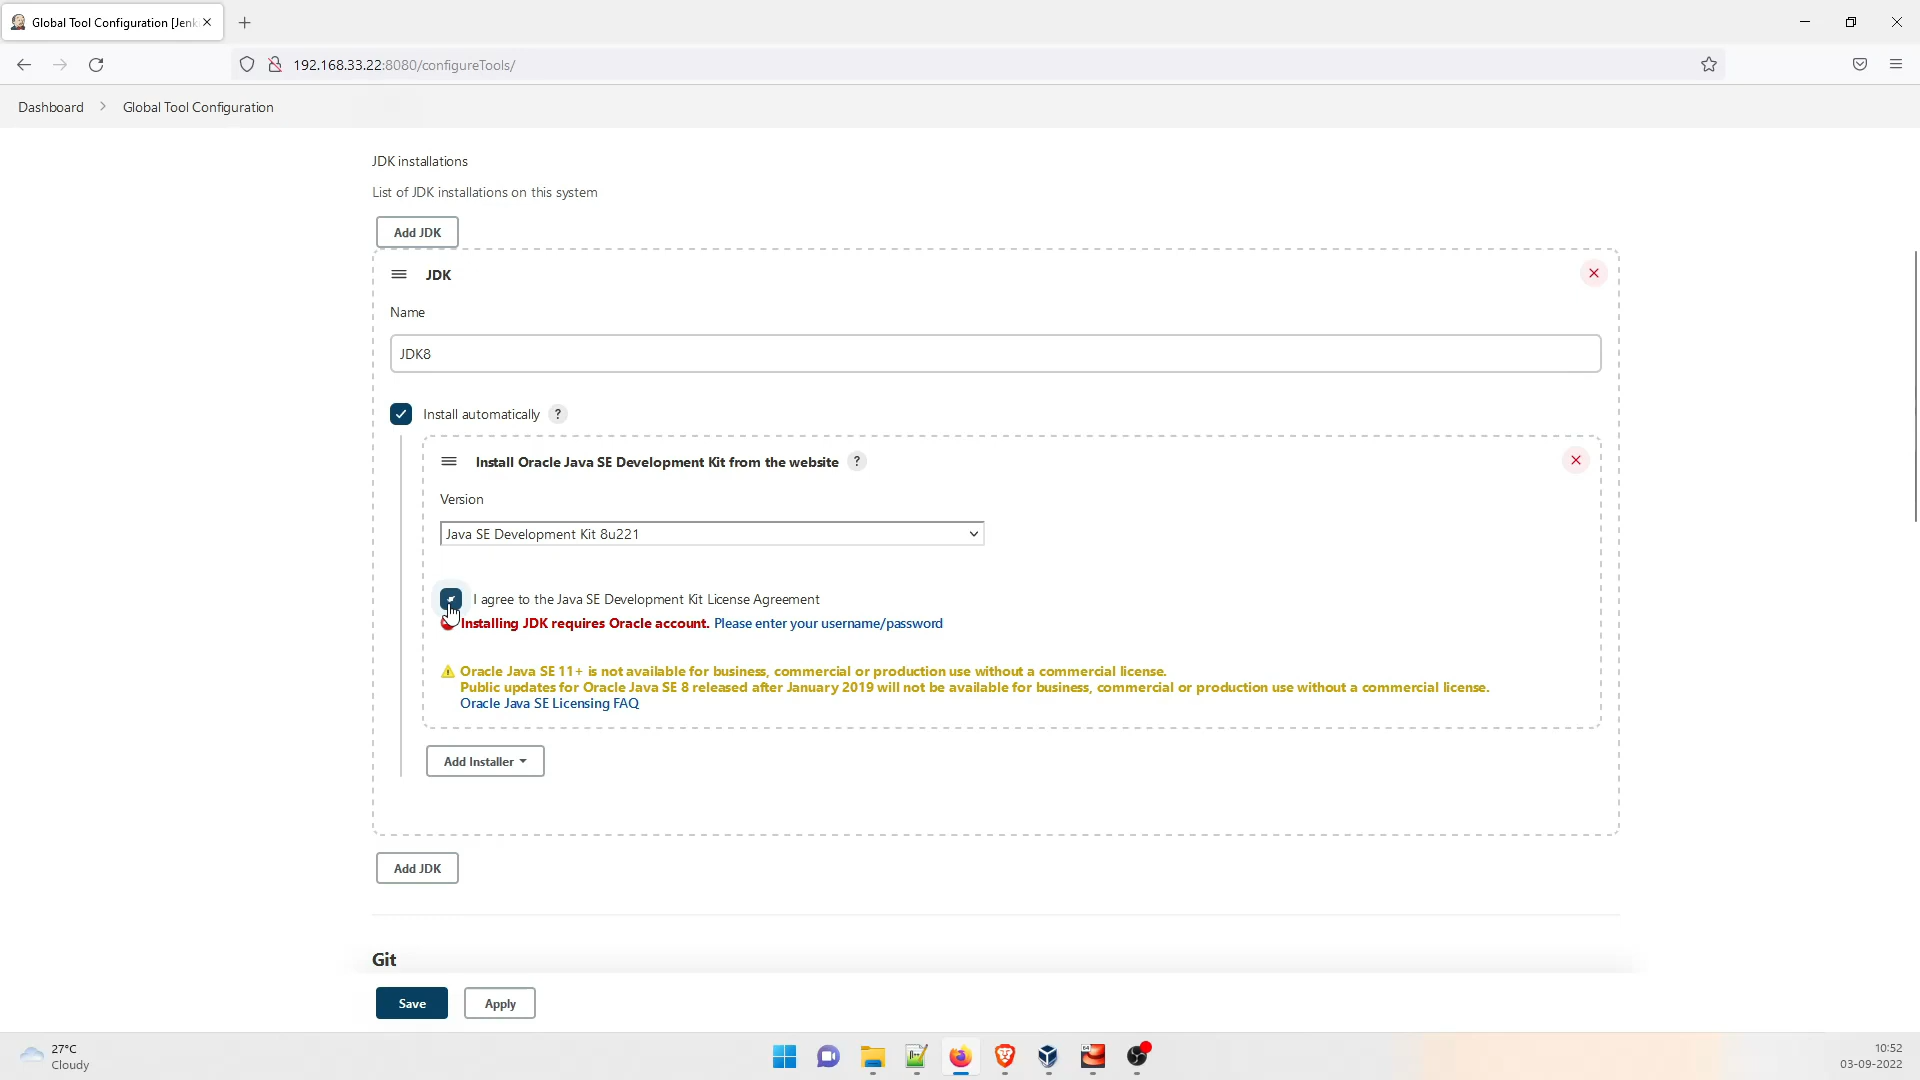 Global Tool Configuration [Jenk
192.168.33.22:8080/configureTools/
Dashboard
Global Tool Configuration
JDK installations
List of JDK installations on this system
Add JDK
JDK
Name
JDK8
Install automatically ?
Install Oracle Java SE Development Kit from the website ?
Version
Java SE Development Kit 8u221
I agree to the Java SE Development Kit License Agreement
Installing JDK requires Oracle account. Please enter your username/password
Oracle Java SE 11+ is not available for business, commercial or production use without a commercial license.
Public updates for Oracle Java SE 8 released after January 2019 will not be available for business, commercial or production use without a commercial license.
Oracle Java SE Licensing FAQ
Add Installer
Add JDK
Git
Save
Apply
27°C
Cloudy
64
10:52
03-09-2022